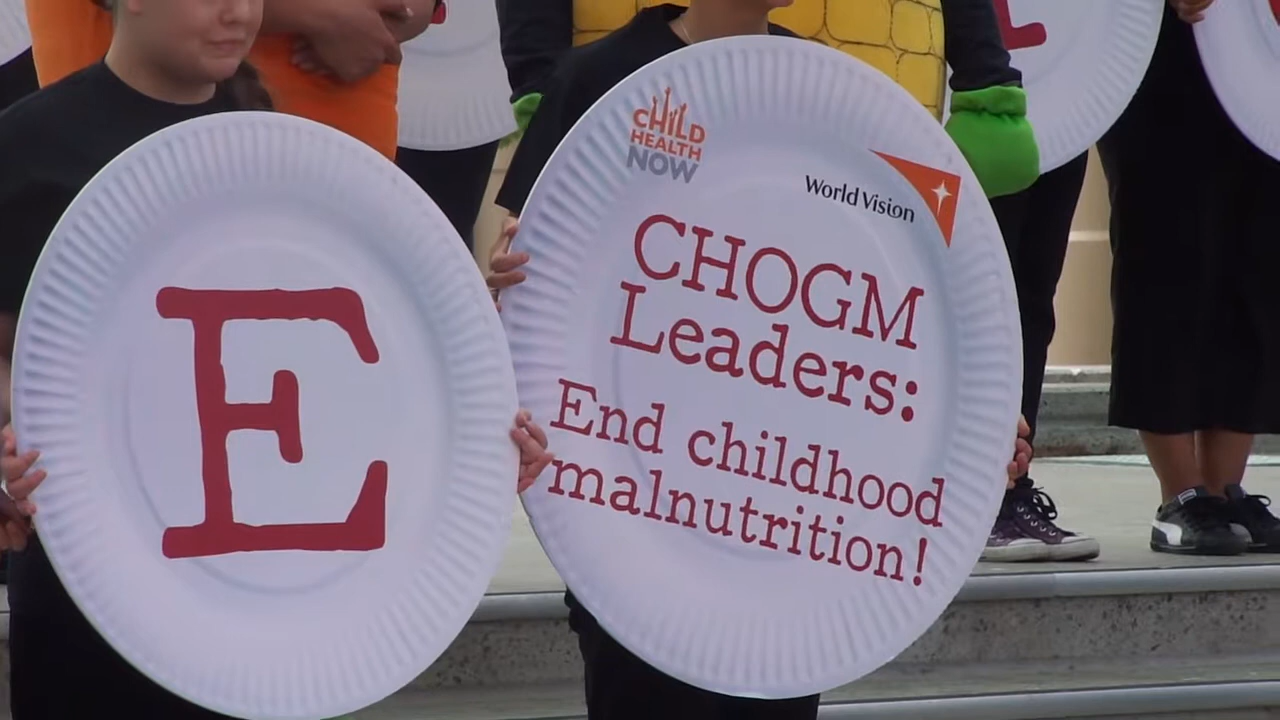 E
CHILD
HEALTH
NOW
World Vision
CHOGM
Leaders:
End childhood
malnutrition!